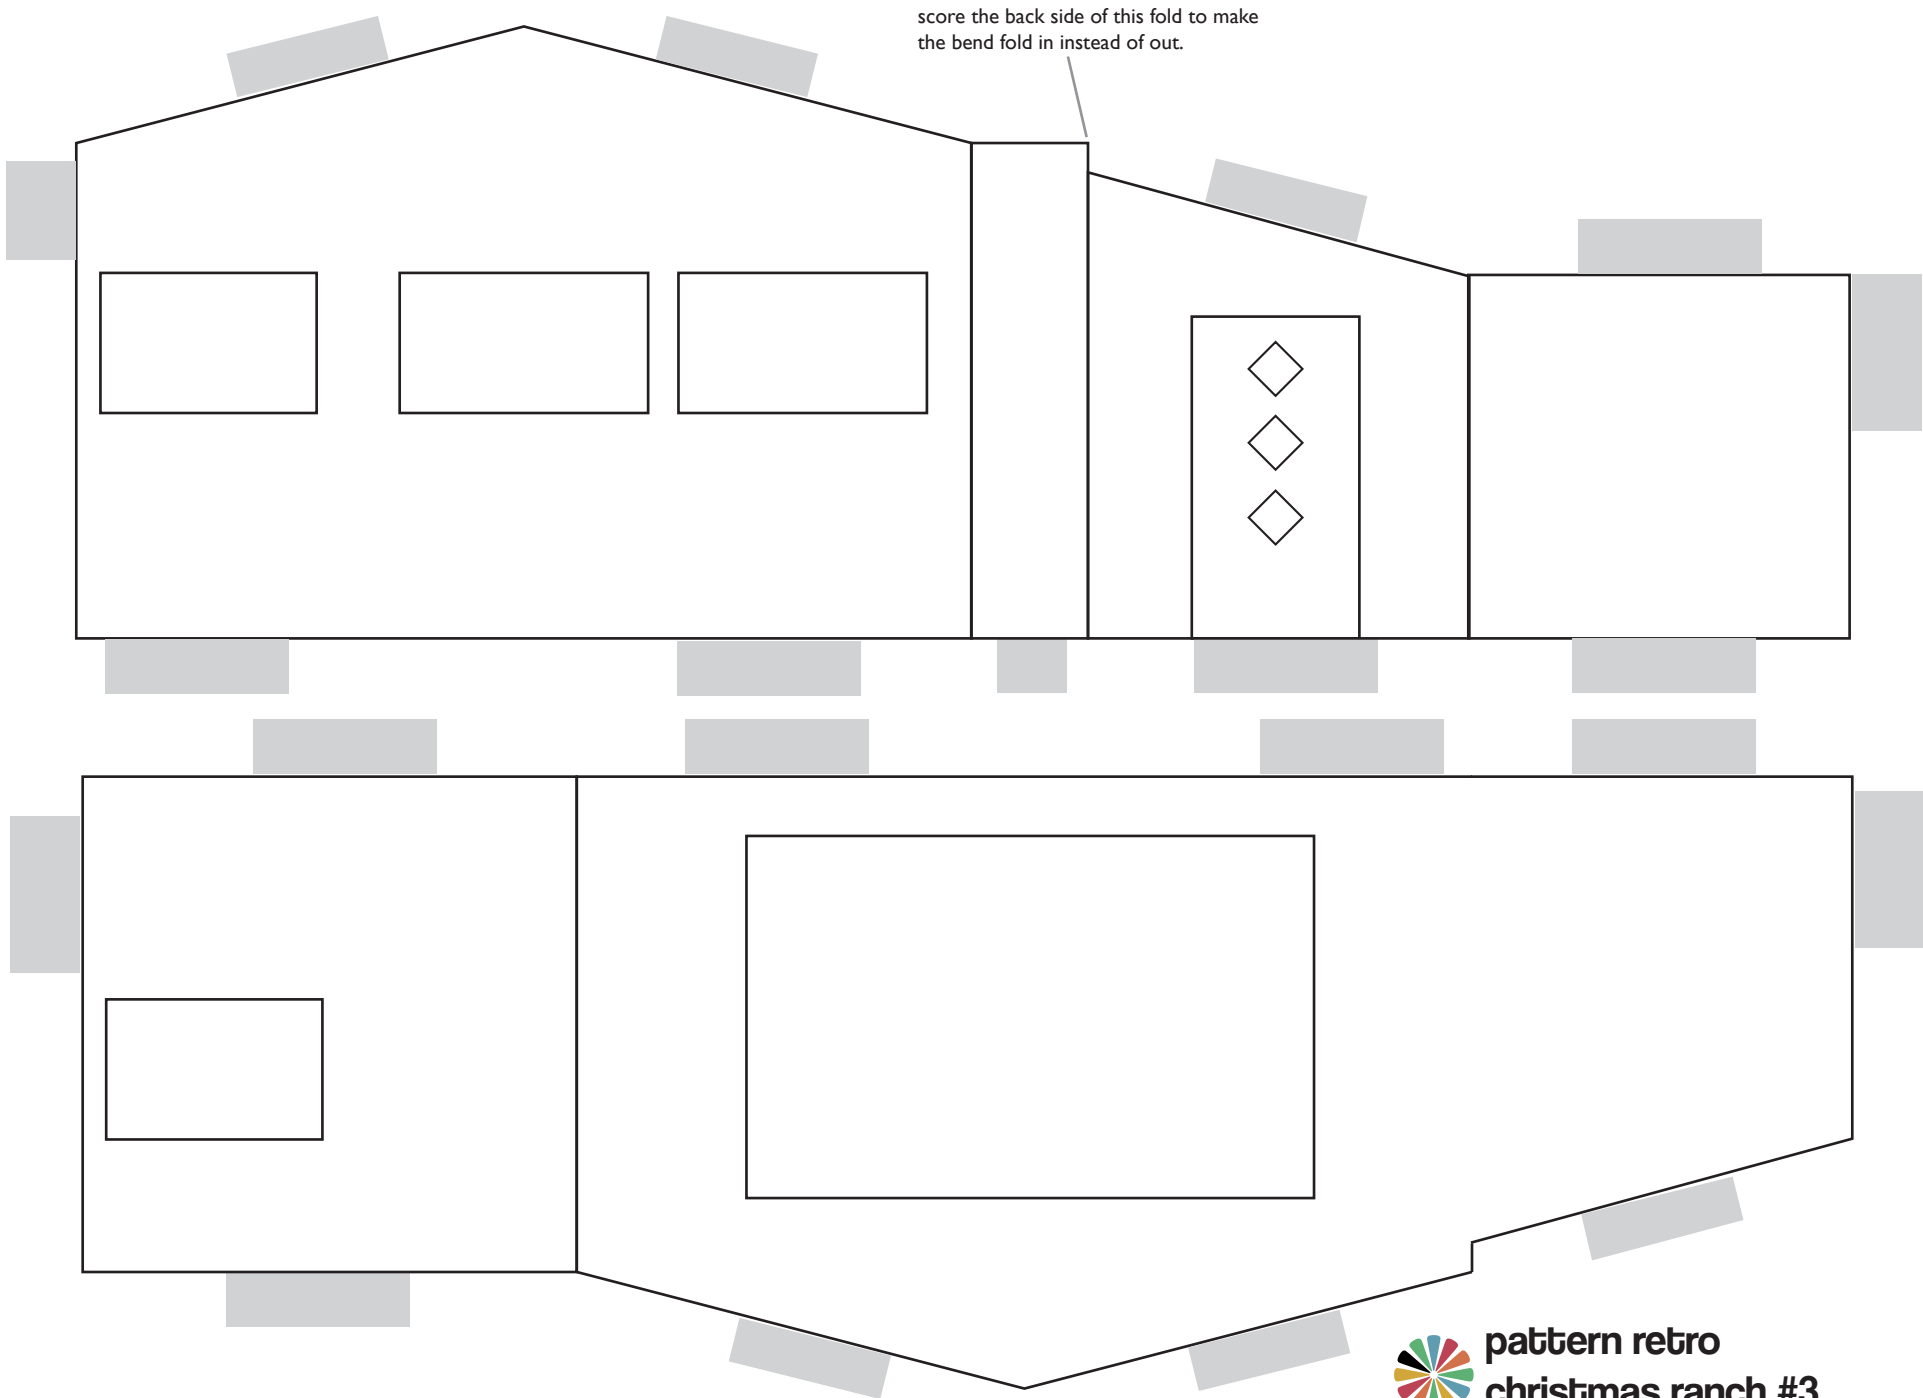 score the back side of this fold to make
the bend fold in instead of out.
pattern retro
christmas ranch #3